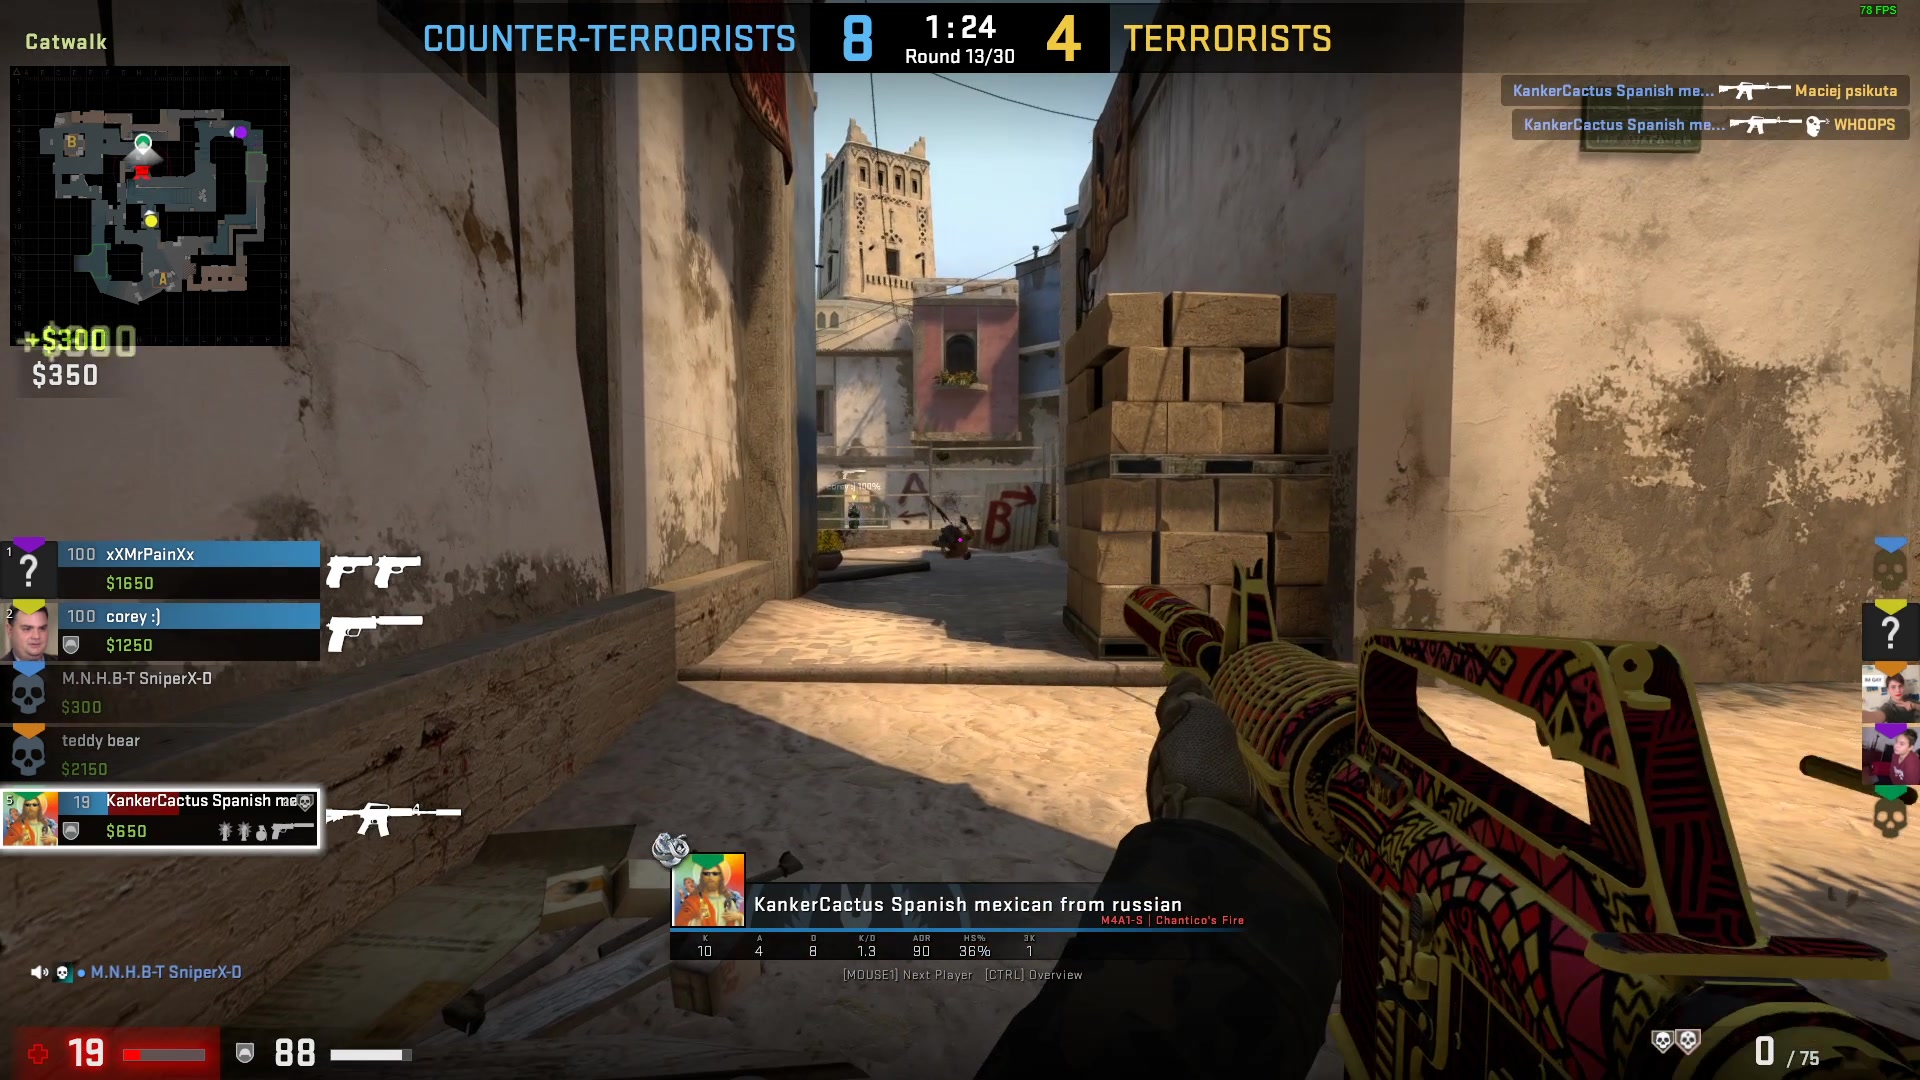 78 FPS
Catwalk
COUNTER-TERRORISTS
8
1:24
Round 13/30
4
TERRORISTS
KankerCactus Spanish me... Maciej psikuta
KankerCactus Spanish me... WHOOPS
B
A
+$300
$350
corey :) 100%
A
B
1
100 xXMrPainXx
$1650
2
100 corey :)
$1250
M.N.H.B-T SniperX-D
$300
teddy bear
$2150
5
19 KankerCactus Spanish me
$650
KankerCactus Spanish mexican from russian
M4A1-S | Chantico's Fire
K A D K/D ADR HS% 3K
10 4 8 1.3 90 36% 1
[MOUSE1] Next Player [CTRL] Overview
M.N.H.B-T SniperX-D
19
88
0 / 75